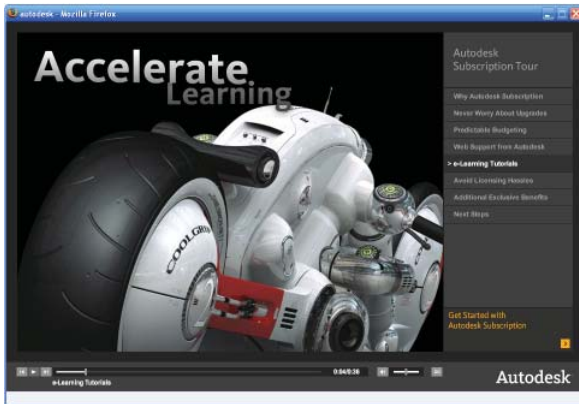 autodesk - Mozilla Firefox
Accelerate
Learning
COOLGRIP
Autodesk
Subscription Tour
Why Autodesk Subscription
Never Worry About Upgrades
Predictable Budgeting
Web Support from Autodesk
> e-Learning Tutorials
Avoid Licensing Hassles
Additional Exclusive Benefits
Next Steps
Get Started with
Autodesk Subscription
0:04/0:36
e-Learning Tutorials
Autodesk